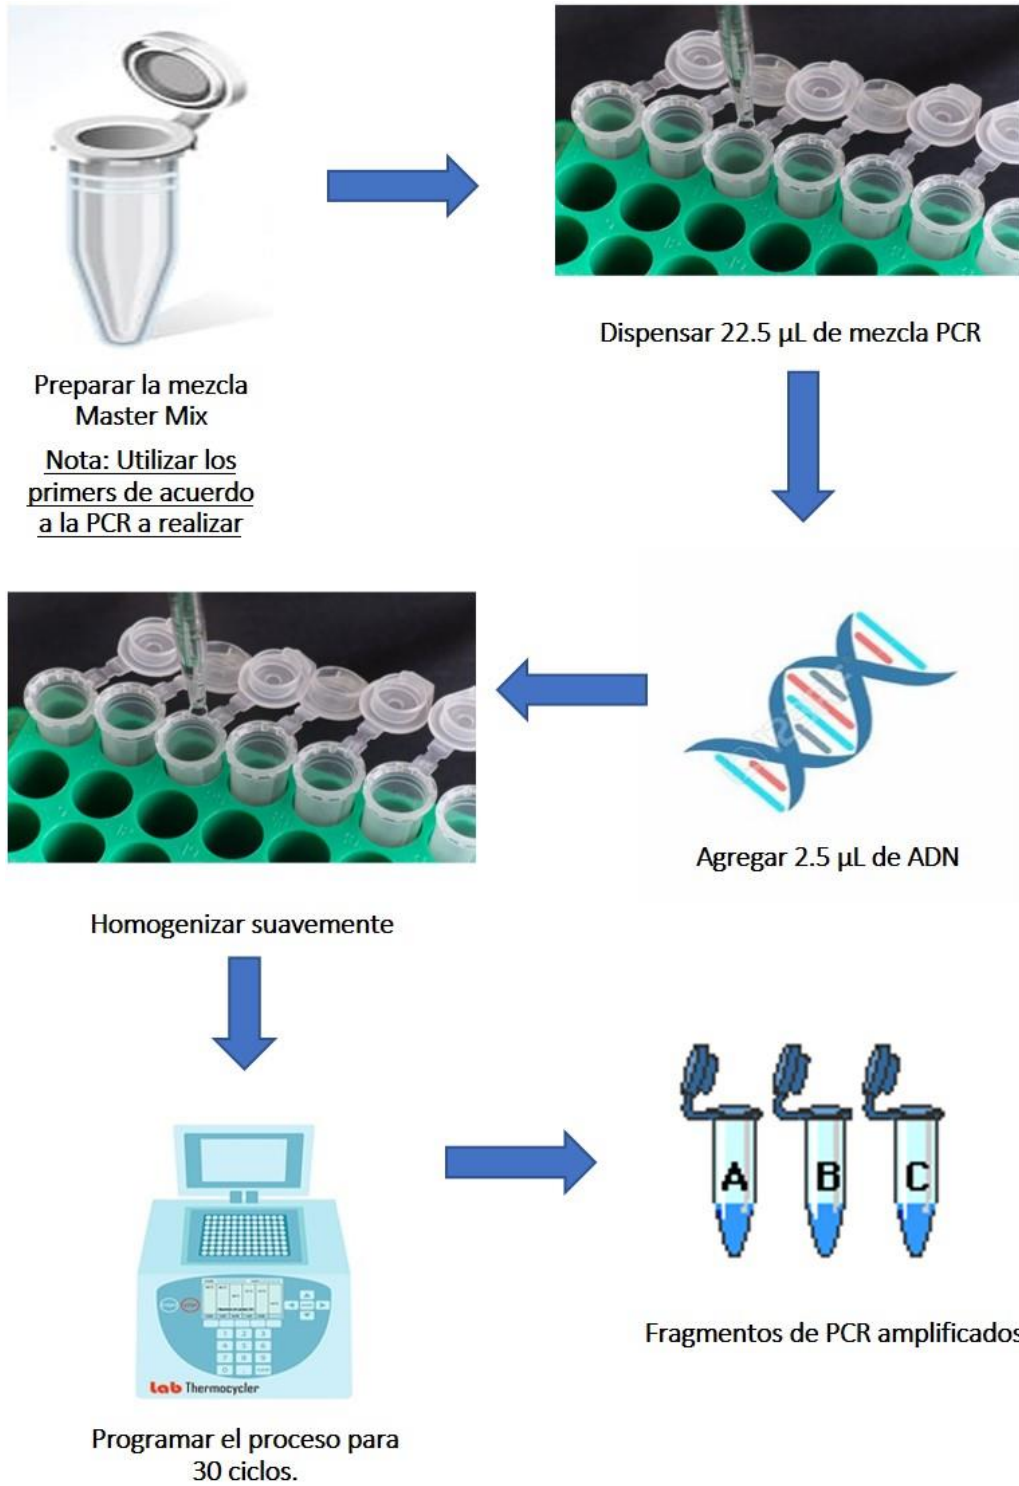 Preparar la mezcla
Master Mix
Nota: Utilizar los
primers de acuerdo
a la PCR a realizar
Dispensar 22.5 µL de mezcla PCR
Agregar 2.5 µL de ADN
Homogenizar suavemente
Lab Thermocycler
Programar el proceso para
30 ciclos.
A B C
Fragmentos de PCR amplificados